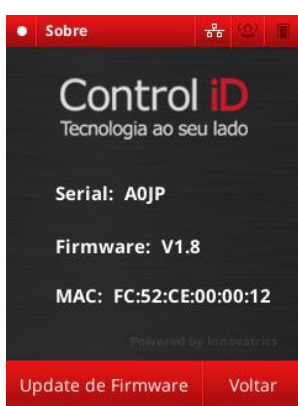 Sobre
Control iD
Tecnologia ao seu lado
Serial: A0JP
Firmware: V1.8
MAC: FC:52:CE:00:00:12
Powered by Innovatrics
Update de Firmware Voltar